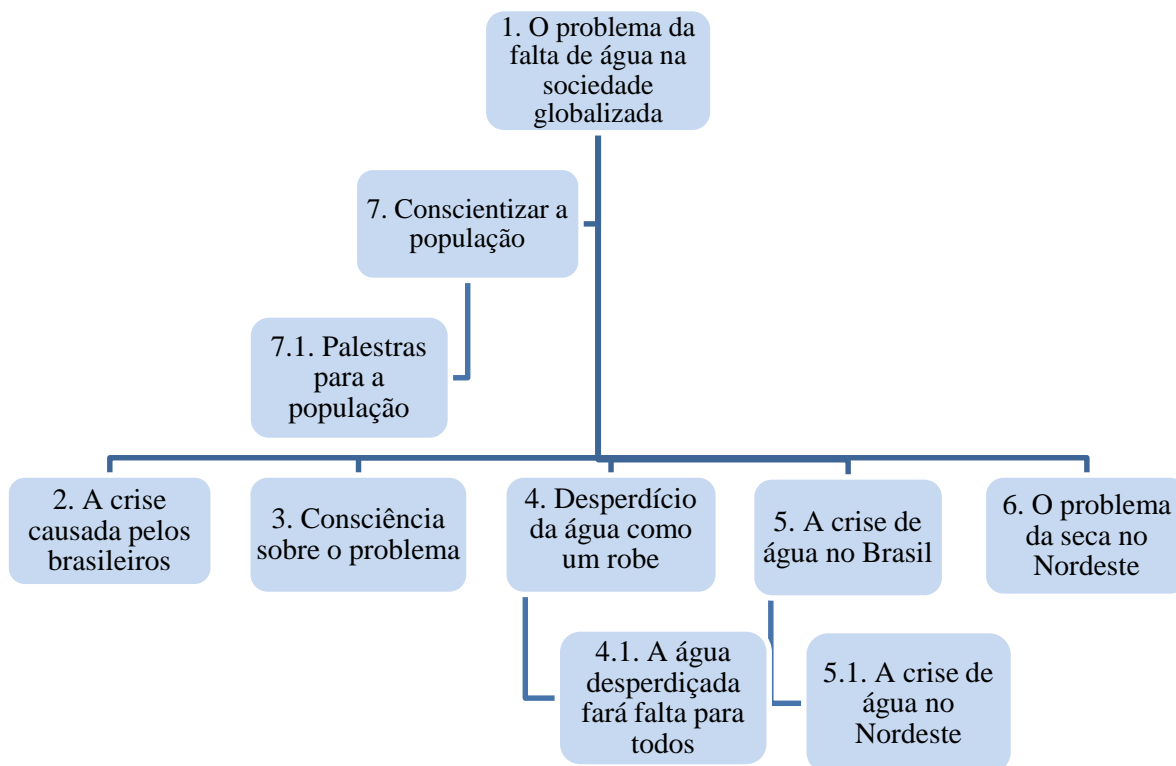 1. O problema da
falta de água na
sociedade
globalizada
7. Conscientizar a
população
7.1. Palestras
para a
população
2. A crise
causada pelos
brasileiros
3. Consciência
sobre o problema
4. Desperdício
da água como
um robe
5. A crise de
água no Brasil
6. O problema
da seca no
Nordeste
4.1. A água
desperdiçada
fará falta para
todos
5.1. A crise de
água no
Nordeste